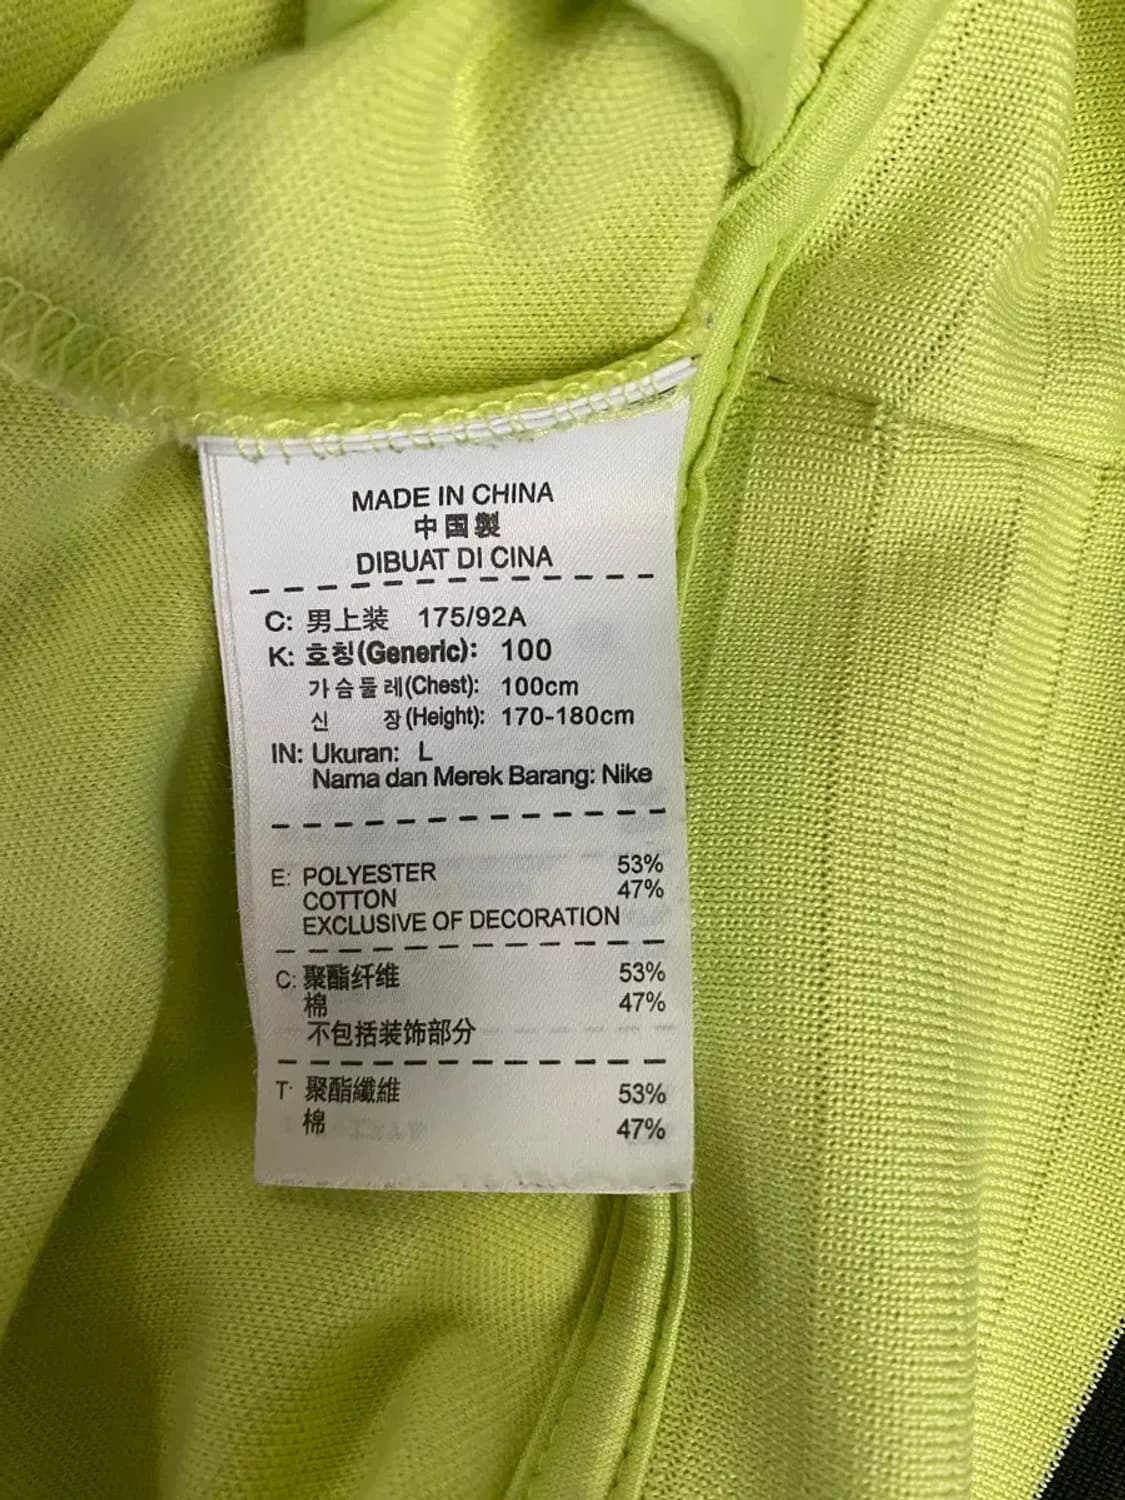 MADE IN CHINA
中国製
DIBUAT DI CINA
C: 男上装 175/92A
K: 호칭(Generic): 100
가슴둘레(Chest): 100cm
신 장(Height): 170-180cm
IN: Ukuran: L
Nama dan Merek Barang: Nike
E: POLYESTER 53%
COTTON 47%
EXCLUSIVE OF DECORATION
C: 聚酯纤维 53%
棉 47%
不包括装饰部分
T: 聚酯纖維 53%
棉 47%